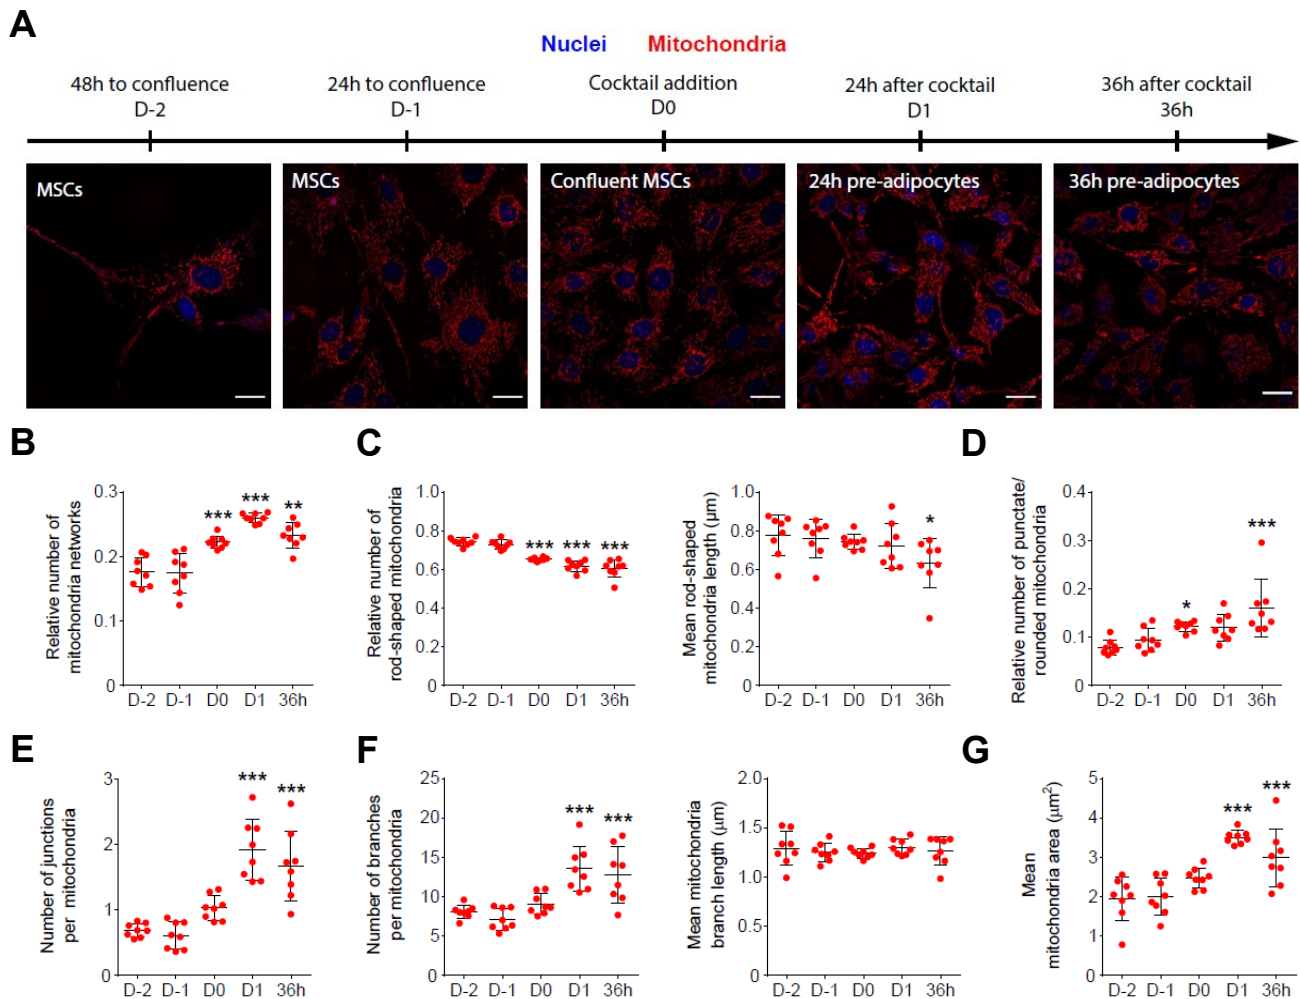 A
Nuclei Mitochondria
48h to confluence
D-2
24h to confluence
D-1
Cocktail addition
D0
24h after cocktail
D1
36h after cocktail
36h
MSCs
MSCs
Confluent MSCs
24h pre-adipocytes
36h pre-adipocytes
B
Relative number of
mitochondria networks
0.3
0.2
0.1
0
***
***
**
D-2 D-1 D0 D1 36h
C
Relative number of
rod-shaped mitochondria
1.0
0.8
0.6
0.4
0.2
0
*** *** ***
D-2 D-1 D0 D1 36h
Mean rod-shaped
mitochondria length (μm)
1.0
0.8
0.6
0.4
0.2
0
*
D-2 D-1 D0 D1 36h
D
Relative number of punctate/
rounded mitochondria
0.4
0.3
0.2
0.1
0
*
***
D-2 D-1 D0 D1 36h
E
Number of junctions
per mitochondria
3
2
1
0
***
***
D-2 D-1 D0 D1 36h
F
Number of branches
per mitochondria
25
20
15
10
5
0
***
***
D-2 D-1 D0 D1 36h
Mean mitochondria
branch length (μm)
2.0
1.5
1.0
0.5
0
D-2 D-1 D0 D1 36h
G
Mean
mitochondria area (μm²)
5
4
3
2
1
0
***
***
D-2 D-1 D0 D1 36h